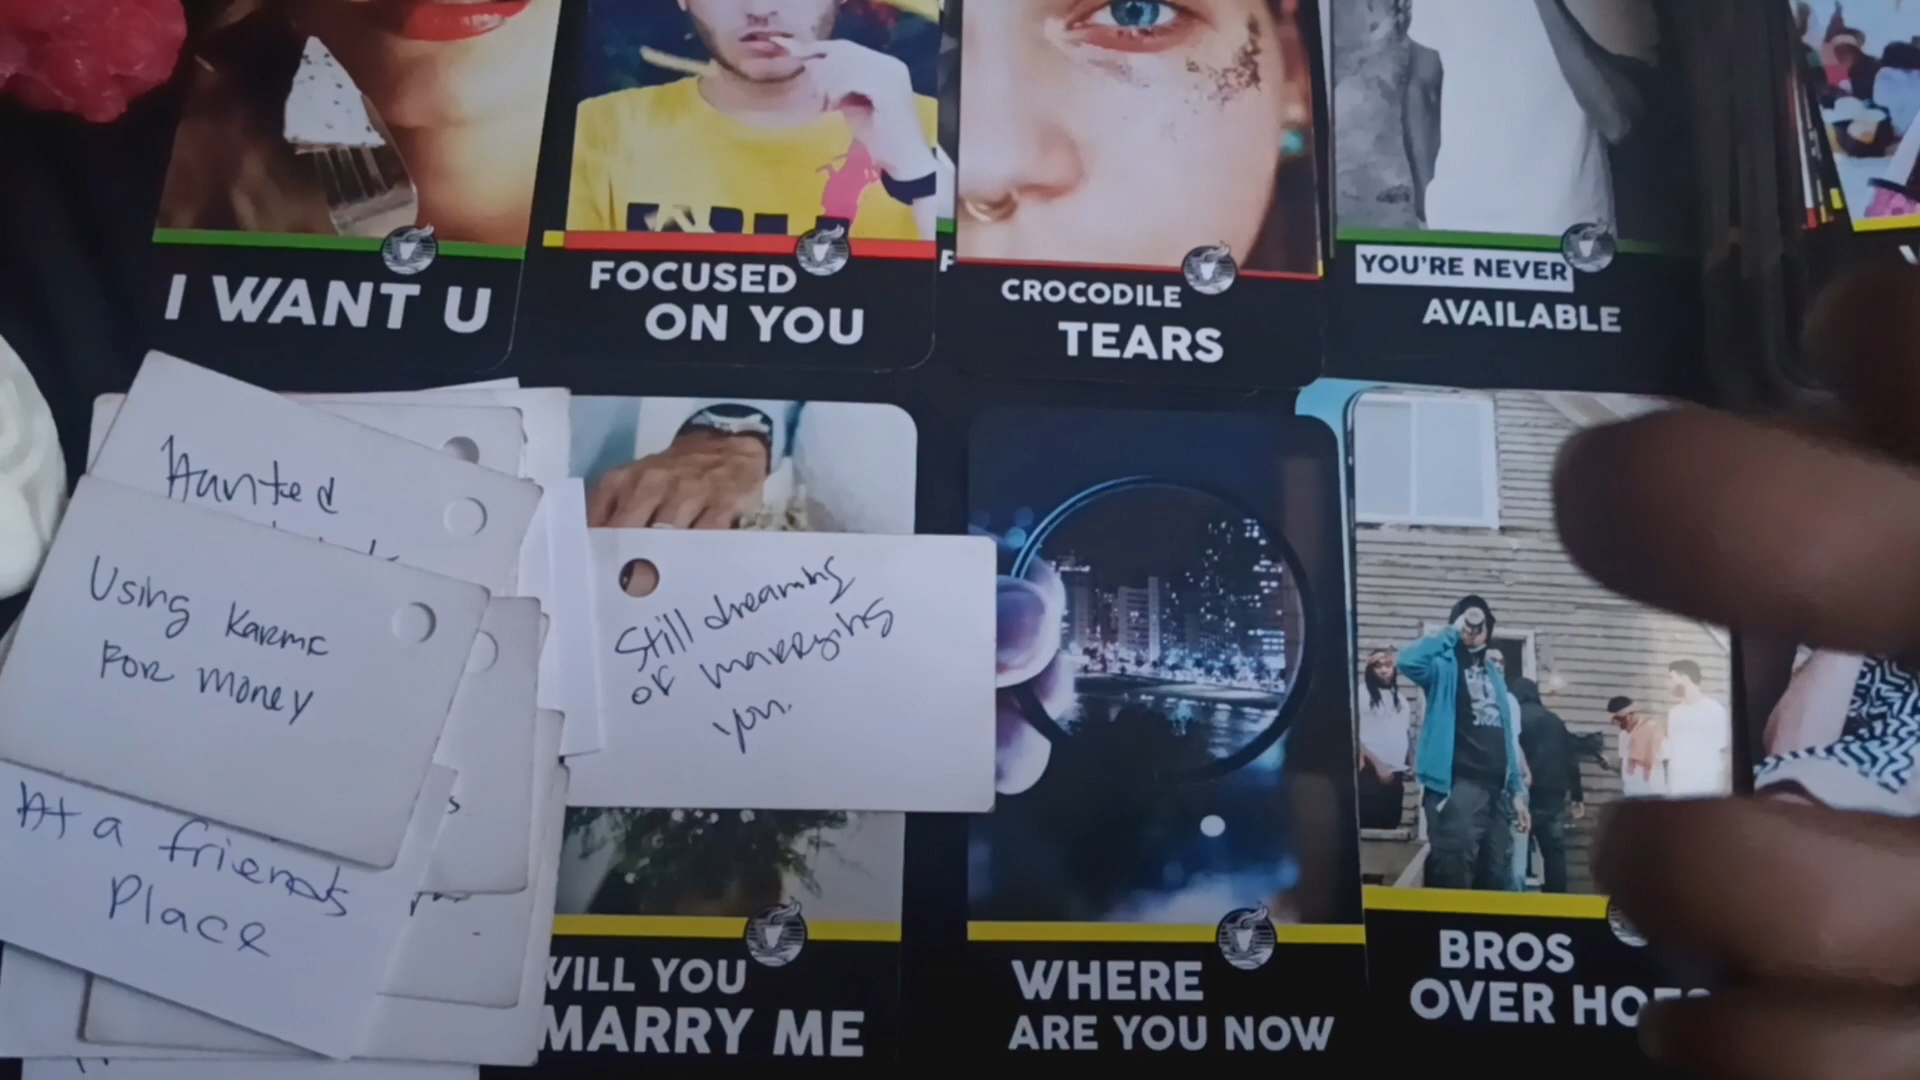 I WANT U
FOCUSED
ON YOU
CROCODILE
TEARS
YOU'RE NEVER
AVAILABLE
Using Karma
For Money
At a friends
Place
Still dreaming
of marrying
you.
WILL YOU
MARRY ME
WHERE
ARE YOU NOW
BROS
OVER